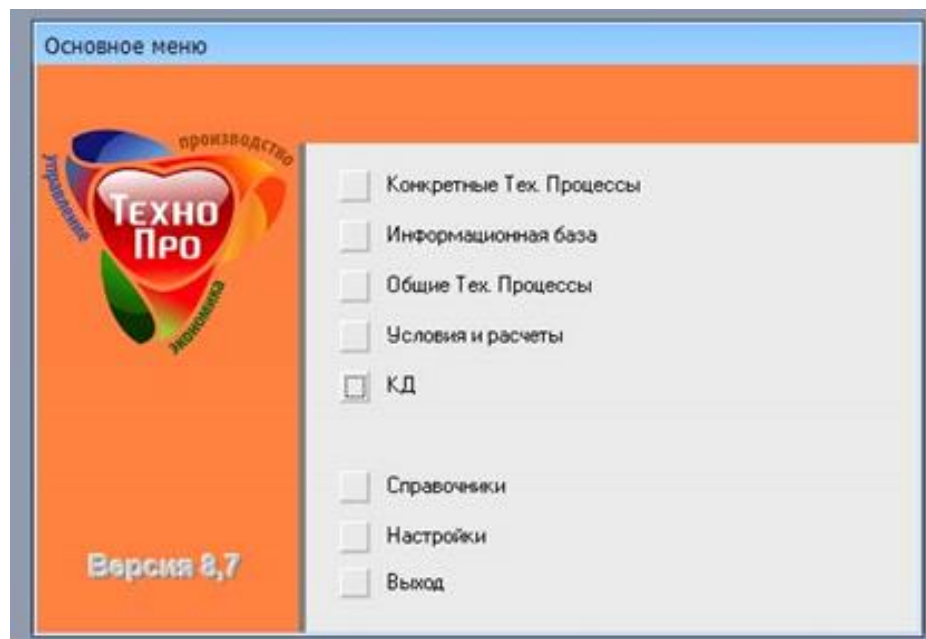 Основное меню
производство
управление
ТЕХНО
ПРО
экономика
Конкретные Тех. Процессы
Информационная база
Общие Тех. Процессы
Условия и расчеты
КД
Справочники
Настройки
Выход
Версия 8,7